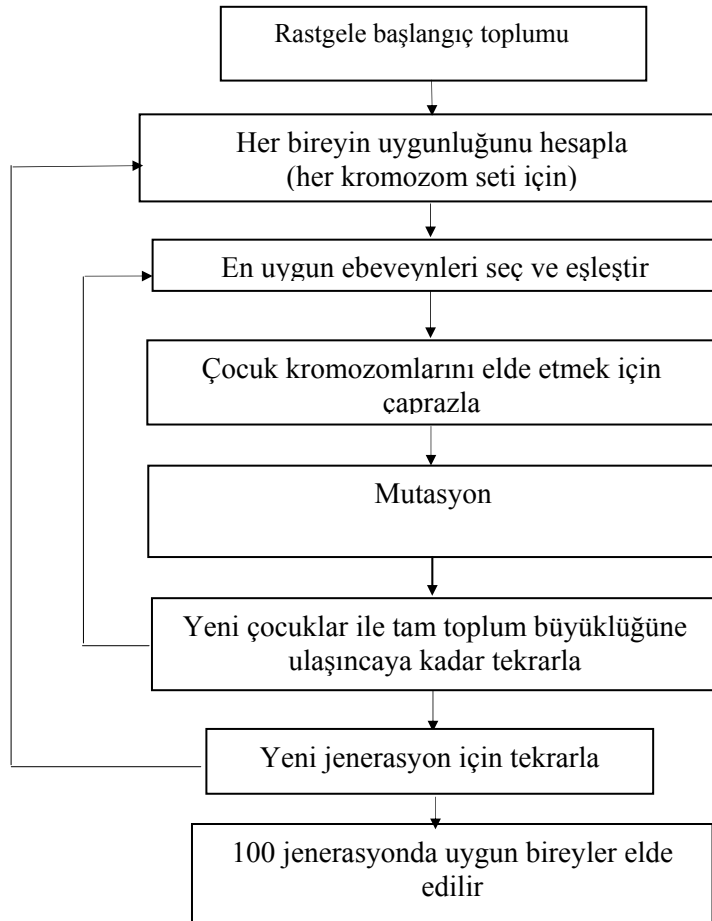 Rastgele başlangıç toplumu
Her bireyin uygunluğunu hesapla
(her kromozom seti için)
En uygun ebeveynleri seç ve eşleştir
Çocuk kromozomlarını elde etmek için
çaprazla
Mutasyon
Yeni çocuklar ile tam toplum büyüklüğüne
ulaşıncaya kadar tekrarla
Yeni jenerasyon için tekrarla
100 jenerasyonda uygun bireyler elde
edilir